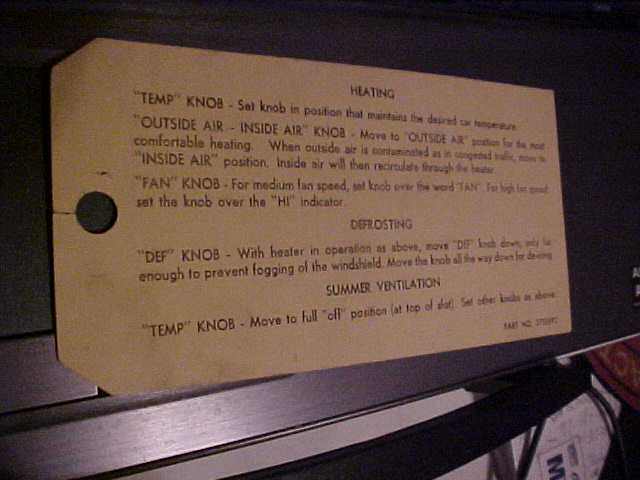 HEATING
"TEMP" KNOB - Set knob in position that maintains the desired car temperature.
"OUTSIDE AIR - INSIDE AIR" KNOB - Move to "OUTSIDE AIR" position for the most
comfortable heating. When outside air is contaminated as in congested traffic, move to
"INSIDE AIR" position. Inside air will then recirculate through the heater.
"FAN" KNOB - For medium fan speed, set knob over the word "FAN". For high fan speed
set the knob over the "HI" indicator.
DEFROSTING
"DEF" KNOB - With heater in operation as above, move "DEF" knob down, only far
enough to prevent fogging of the windshield. Move the knob all the way down for deicing.
SUMMER VENTILATION
"TEMP" KNOB - Move to full "off" position (at top of slot). Set other knobs as above.
PART NO.
M